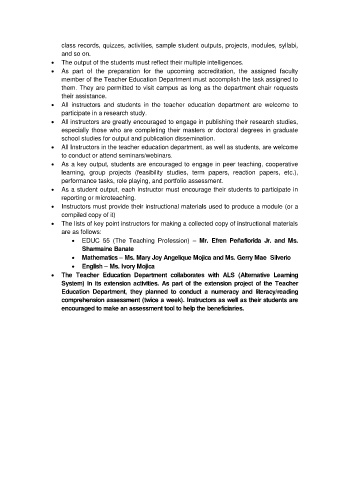 class records, quizzes, activities, sample student outputs, projects, modules, syllabi,
and so on.
• The output of the students must reflect their multiple intelligences.
• As part of the preparation for the upcoming accreditation, the assigned faculty
member of the Teacher Education Department must accomplish the task assigned to
them. They are permitted to visit campus as long as the department chair requests
their assistance.
• All instructors and students in the teacher education department are welcome to
participate in a research study.
• All instructors are greatly encouraged to engage in publishing their research studies,
especially those who are completing their masters or doctoral degrees in graduate
school studies for output and publication dissemination.
• All Instructors in the teacher education department, as well as students, are welcome
to conduct or attend seminars/webinars.
• As a key output, students are encouraged to engage in peer teaching, cooperative
learning, group projects (feasibility studies, term papers, reaction papers, etc.),
performance tasks, role playing, and portfolio assessment.
• As a student output, each instructor must encourage their students to participate in
reporting or microteaching.
• Instructors must provide their instructional materials used to produce a module (or a
compiled copy of it)
• The lists of key point instructors for making a collected copy of instructional materials
are as follows:
• EDUC 55 (The Teaching Profession) – Mr. Efren Peñaflorida Jr. and Ms.
Sharmaine Banate
• Mathematics – Ms. Mary Joy Angelique Mojica and Ms. Gerry Mae Silverio
• English – Ms. Ivory Mojica
• The Teacher Education Department collaborates with ALS (Alternative Learning
System) in its extension activities. As part of the extension project of the Teacher
Education Department, they planned to conduct a numeracy and literacy/reading
comprehension assessment (twice a week). Instructors as well as their students are
encouraged to make an assessment tool to help the beneficiaries.